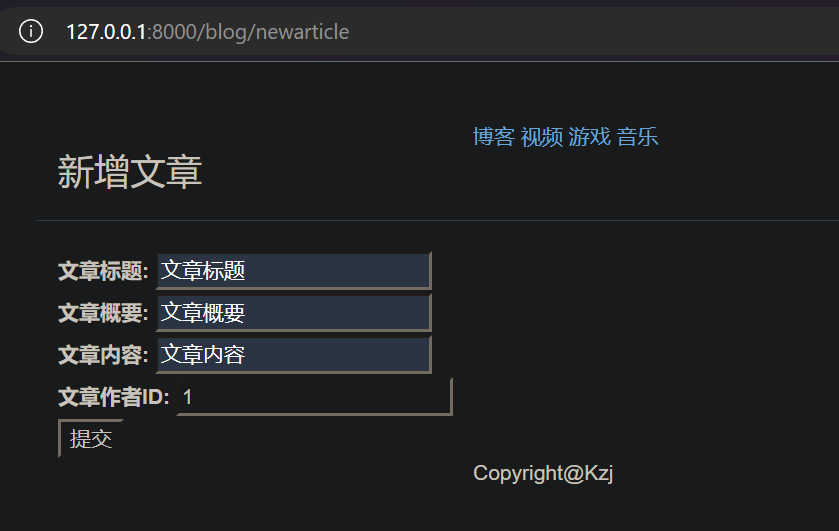 127.0.0.1:8000/blog/newarticle
博客 视频 游戏 音乐
新增文章
文章标题: 文章标题
文章概要: 文章概要
文章内容: 文章内容
文章作者ID: 1
提交
Copyright@Kzj